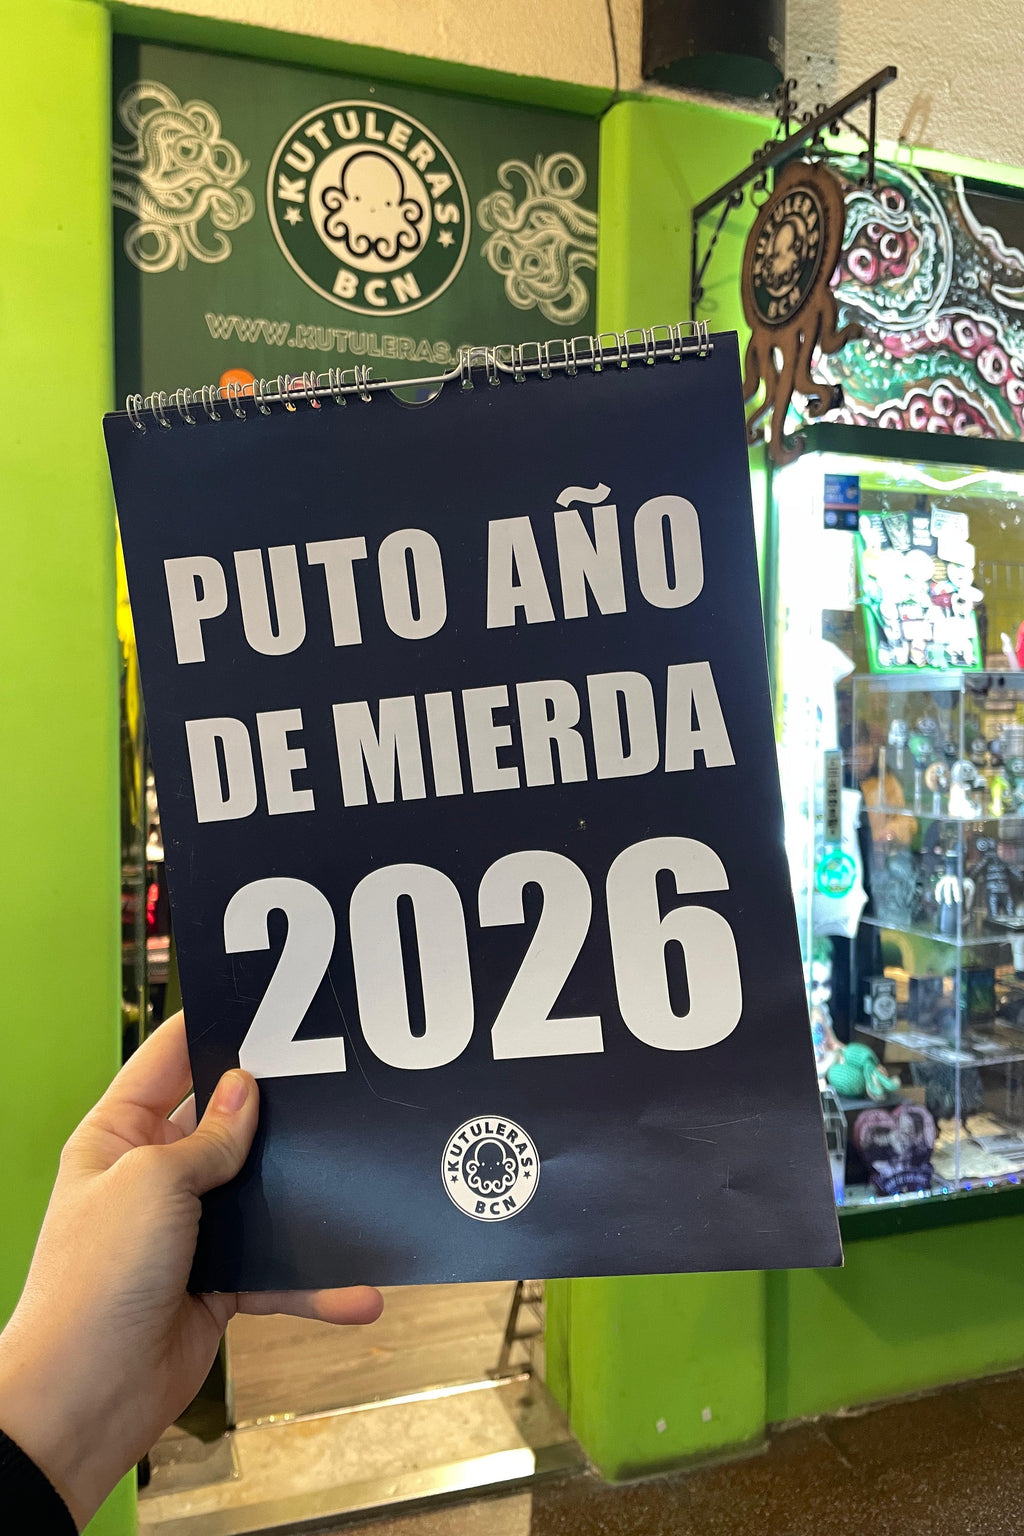 KUTULERAS
BCN
WWW.KUTULERAS.
KUTULERAS
BCN
PUTO AÑO
DE MIERDA
2026
KUTULERAS
BCN